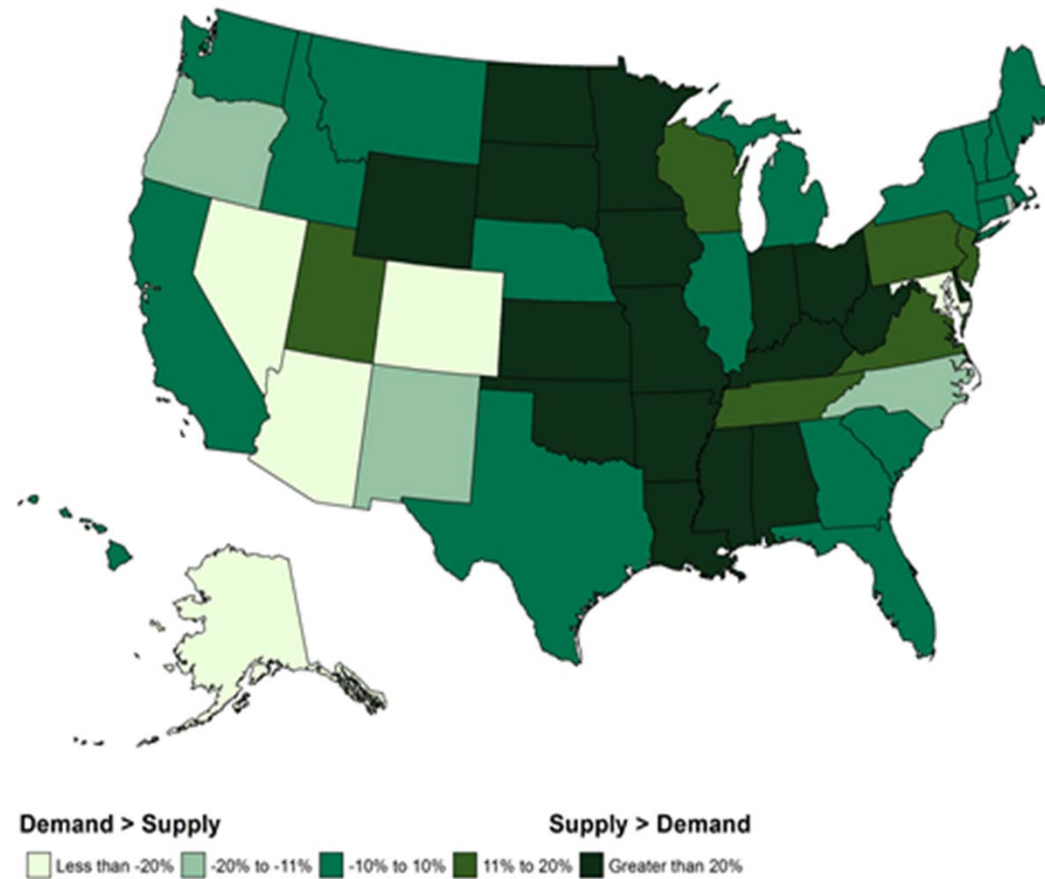 Demand > Supply Supply > Demand
Less than -20% -20% to -11% -10% to 10% 11% to 20% Greater than 20%